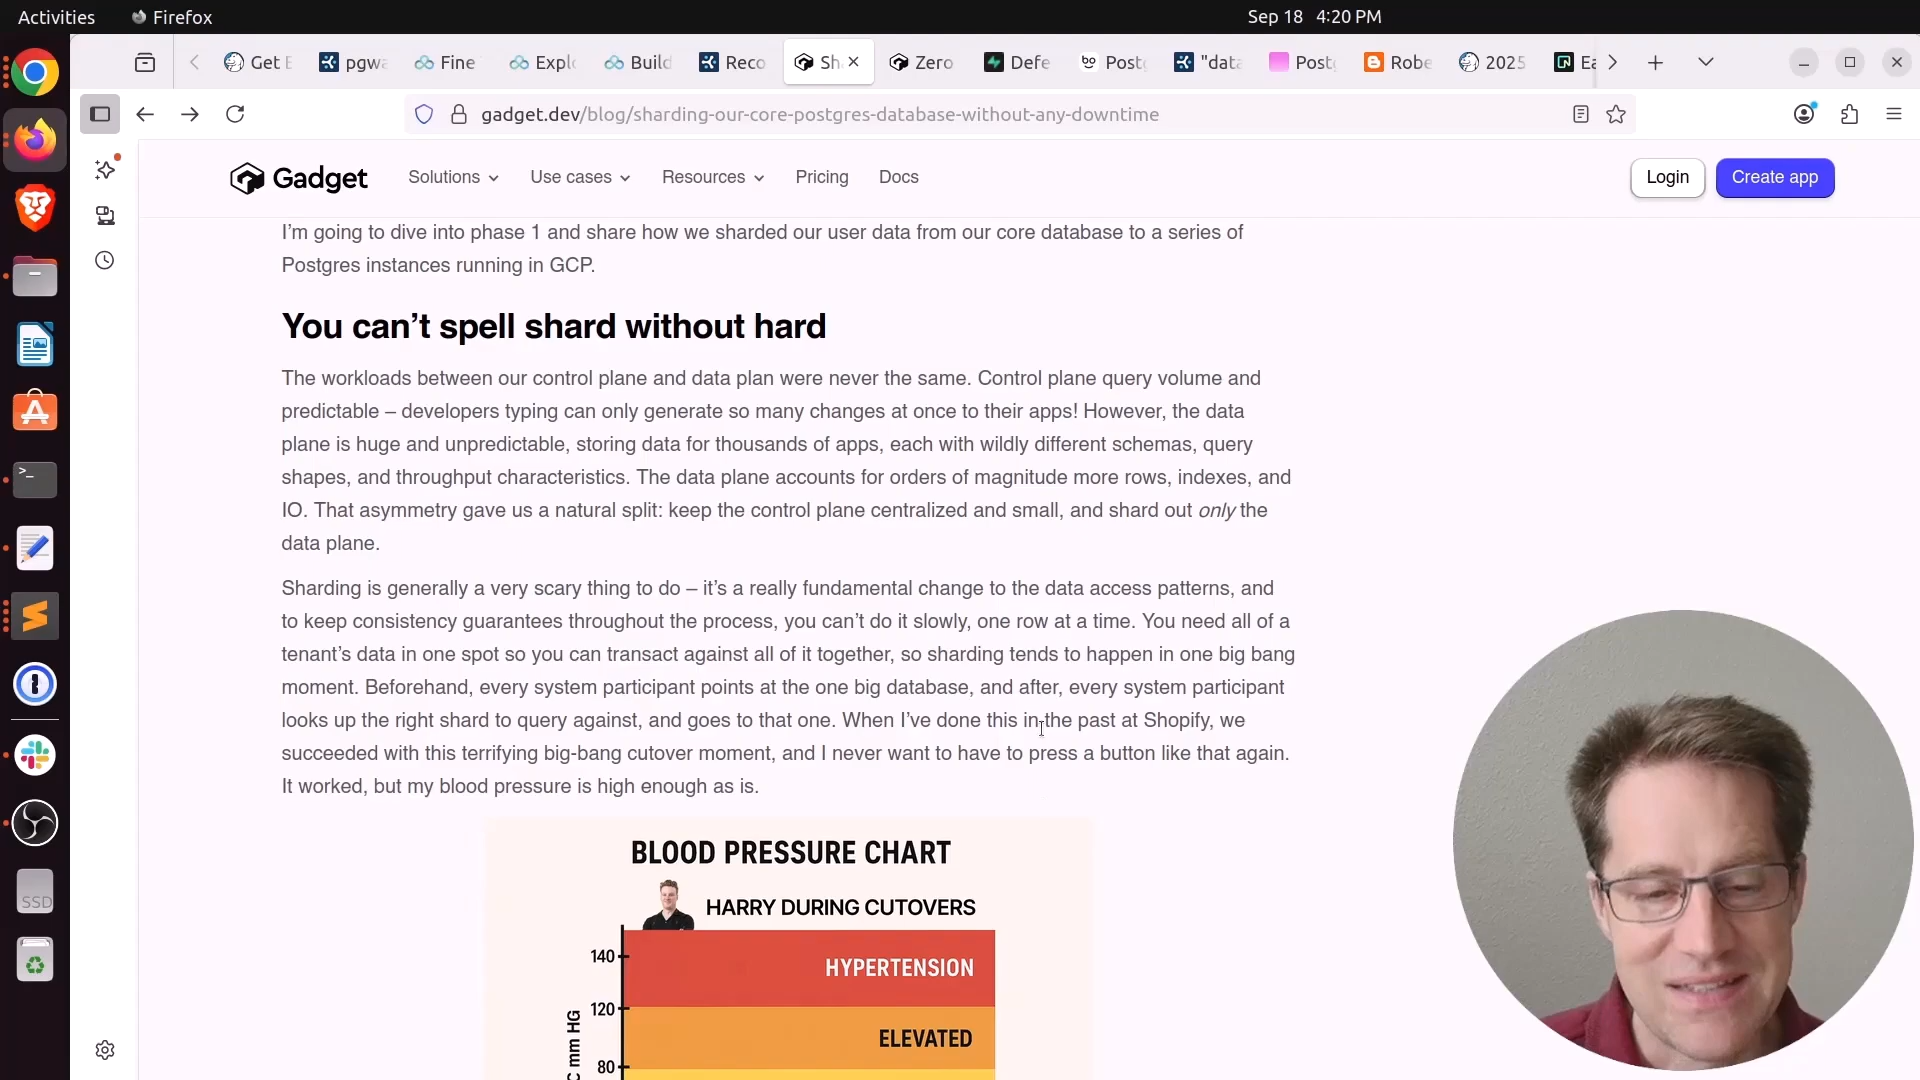 Activities Firefox Sep 18 4:20 PM
Get pgwa Fine Expl Build Reco Sh Zero Defe Post "data Post Robe 2025 Ea
gadget.dev/blog/sharding-our-core-postgres-database-without-any-downtime
Gadget Solutions Use cases Resources Pricing Docs Login Create app
I'm going to dive into phase 1 and share how we sharded our user data from our core database to a series of
Postgres instances running in GCP.
You can't spell shard without hard
The workloads between our control plane and data plan were never the same. Control plane query volume and
predictable – developers typing can only generate so many changes at once to their apps! However, the data
plane is huge and unpredictable, storing data for thousands of apps, each with wildly different schemas, query
shapes, and throughput characteristics. The data plane accounts for orders of magnitude more rows, indexes, and
IO. That asymmetry gave us a natural split: keep the control plane centralized and small, and shard out only the
data plane.
Sharding is generally a very scary thing to do – it's a really fundamental change to the data access patterns, and
to keep consistency guarantees throughout the process, you can't do it slowly, one row at a time. You need all of a
tenant's data in one spot so you can transact against all of it together, so sharding tends to happen in one big bang
moment. Beforehand, every system participant points at the one big database, and after, every system participant
looks up the right shard to query against, and goes to that one. When I've done this in the past at Shopify, we
succeeded with this terrifying big-bang cutover moment, and I never want to have to press a button like that again.
It worked, but my blood pressure is high enough as is.
BLOOD PRESSURE CHART
HARRY DURING CUTOVERS
140
HYPERTENSION
120
ELEVATED
80
mm HG
SSD